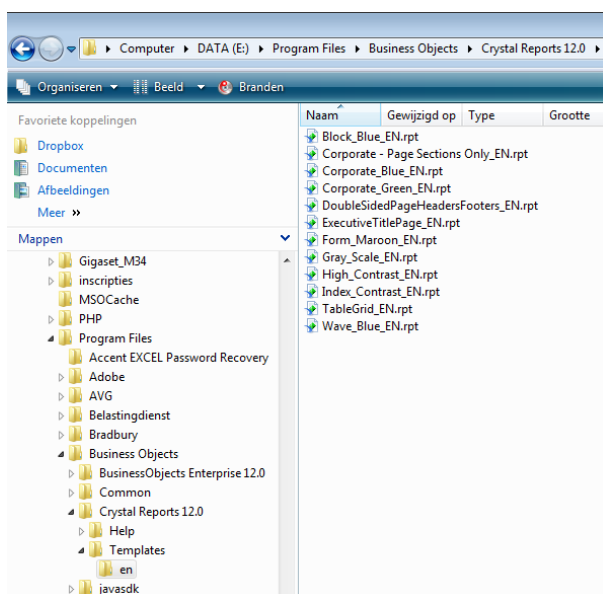 Computer DATA (E:) Program Files Business Objects Crystal Reports 12.0
Organiseren Beeld Branden
Favoriete koppelingen
Dropbox
Documenten
Afbeeldingen
Meer »
Mappen
Gigaset_M34
inscripties
MSOCache
PHP
Program Files
Accent EXCEL Password Recovery
Adobe
AVG
Belastingdienst
Bradbury
Business Objects
BusinessObjects Enterprise 12.0
Common
Crystal Reports 12.0
Help
Templates
en
javasdk
Naam Gewijzigd op Type Grootte
Block_Blue_EN.rpt
Corporate - Page Sections Only_EN.rpt
Corporate_Blue_EN.rpt
Corporate_Green_EN.rpt
DoubleSidedPageHeadersFooters_EN.rpt
ExecutiveTitlePage_EN.rpt
Form_Maroon_EN.rpt
Gray_Scale_EN.rpt
High_Contrast_EN.rpt
Index_Contrast_EN.rpt
TableGrid_EN.rpt
Wave_Blue_EN.rpt